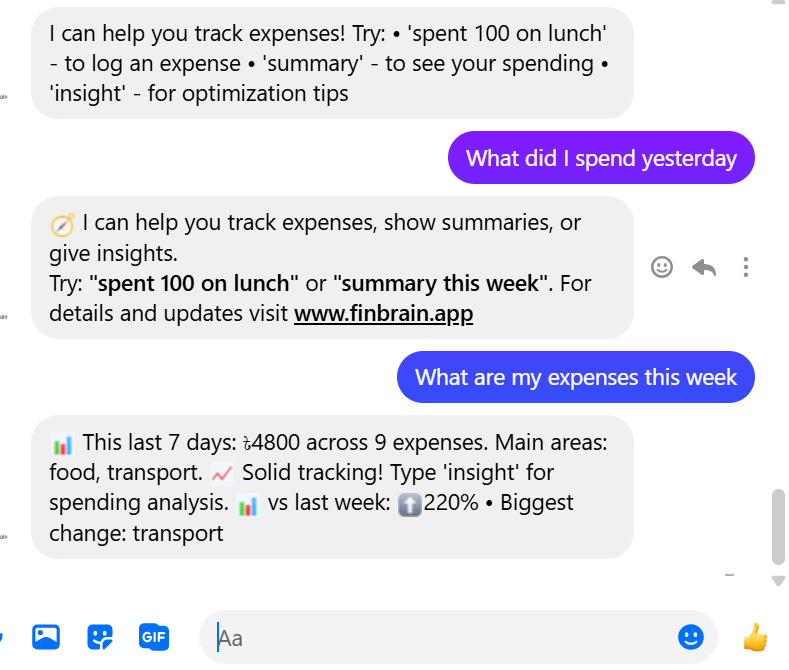 I can help you track expenses! Try: • 'spent 100 on lunch'
- to log an expense • 'summary' - to see your spending •
'insight' - for optimization tips
What did I spend yesterday
🧭 I can help you track expenses, show summaries, or
give insights.
Try: "spent 100 on lunch" or "summary this week". For
details and updates visit www.finbrain.app
What are my expenses this week
📊 This last 7 days: ৳4800 across 9 expenses. Main areas:
food, transport. 📈 Solid tracking! Type 'insight' for
spending analysis. 📊 vs last week: ⬆️220% • Biggest
change: transport
GIF
Aa